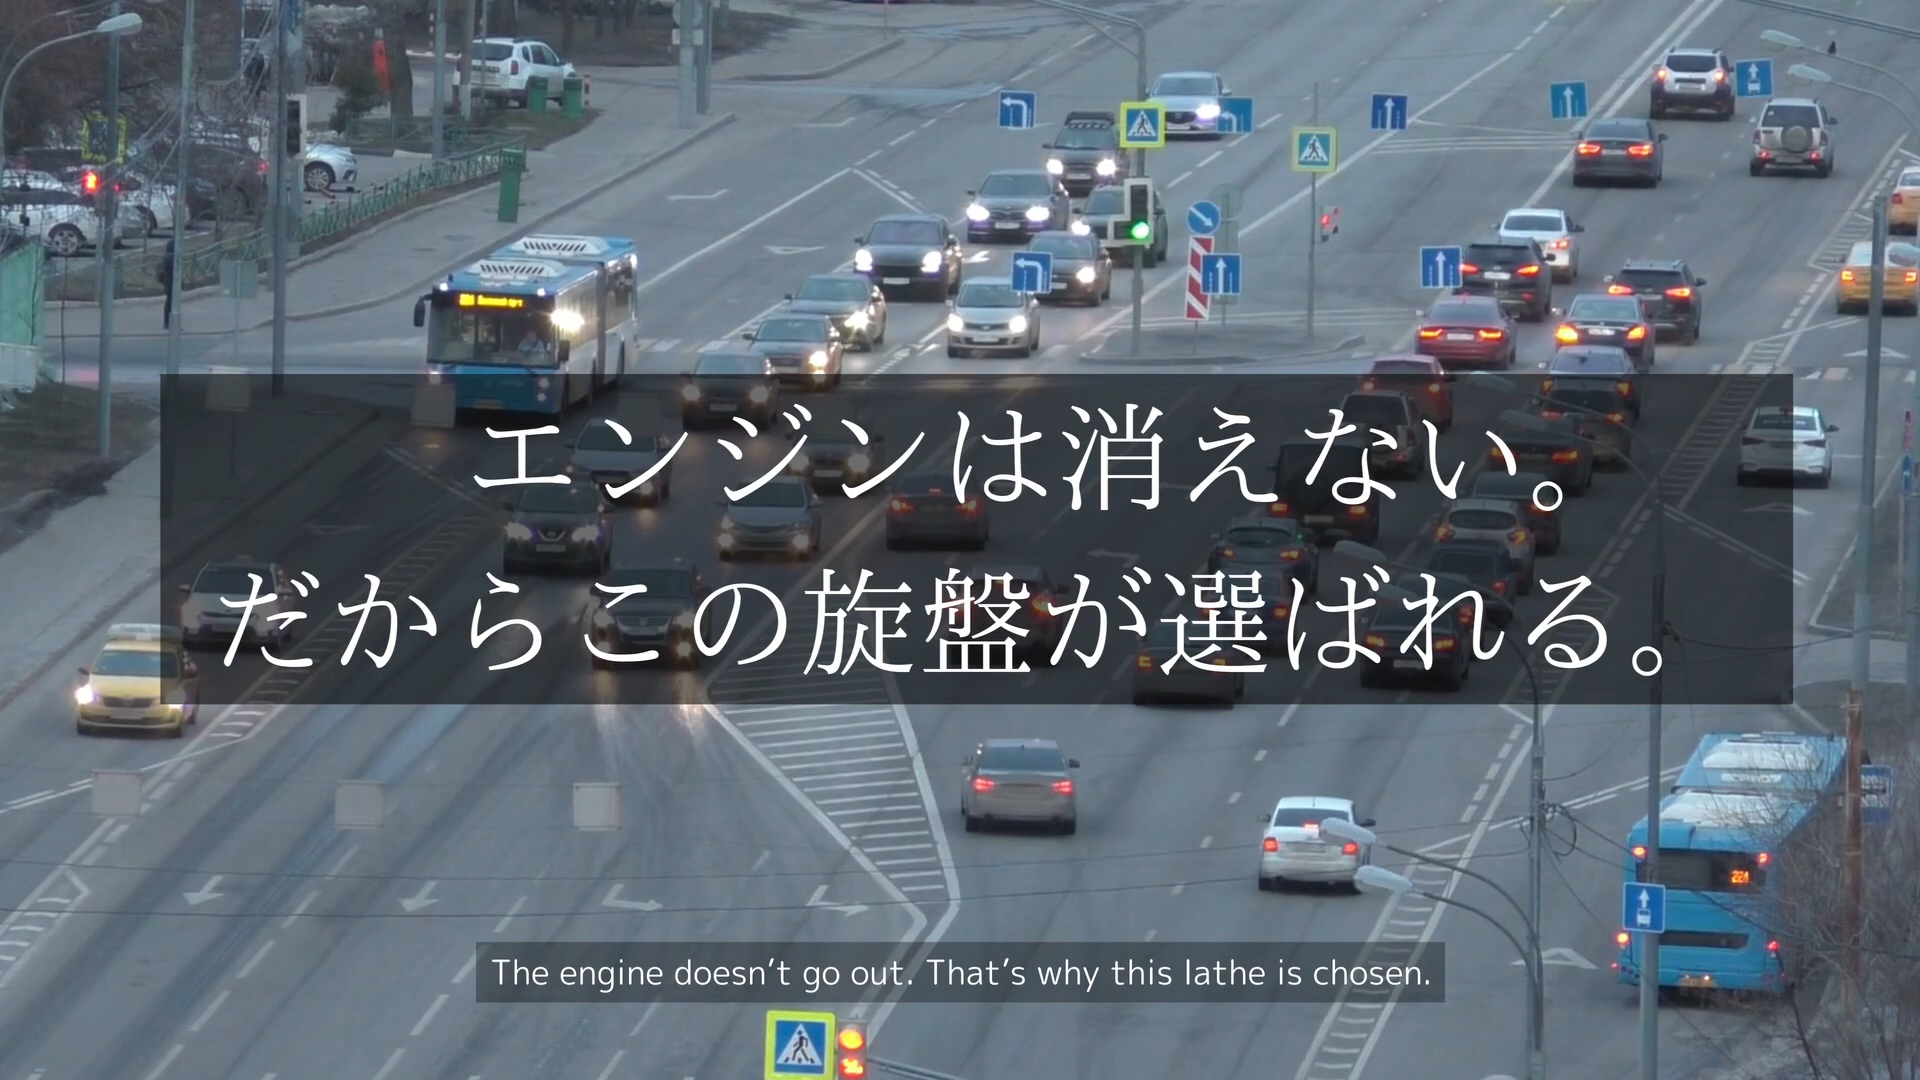 エンジンは消えない。
だからこの旋盤が選ばれる。
The engine doesn't go out. That's why this lathe is chosen.
224